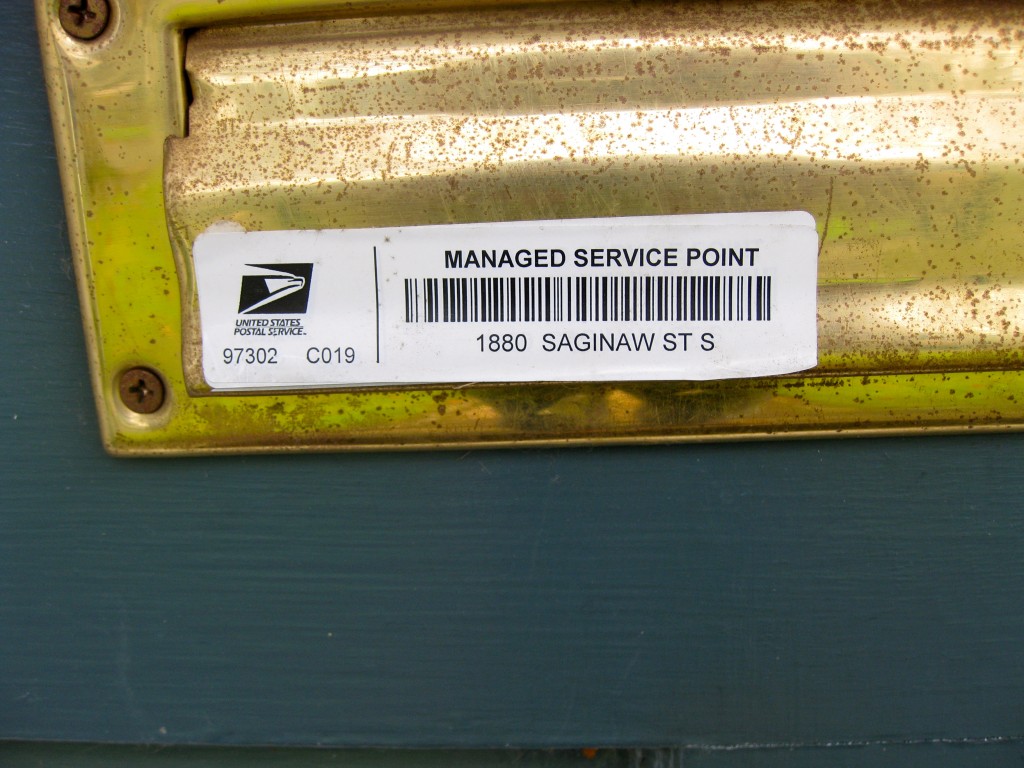 MANAGED SERVICE POINT
UNITED STATES
POSTAL SERVICE
97302 C019
1880 SAGINAW ST S